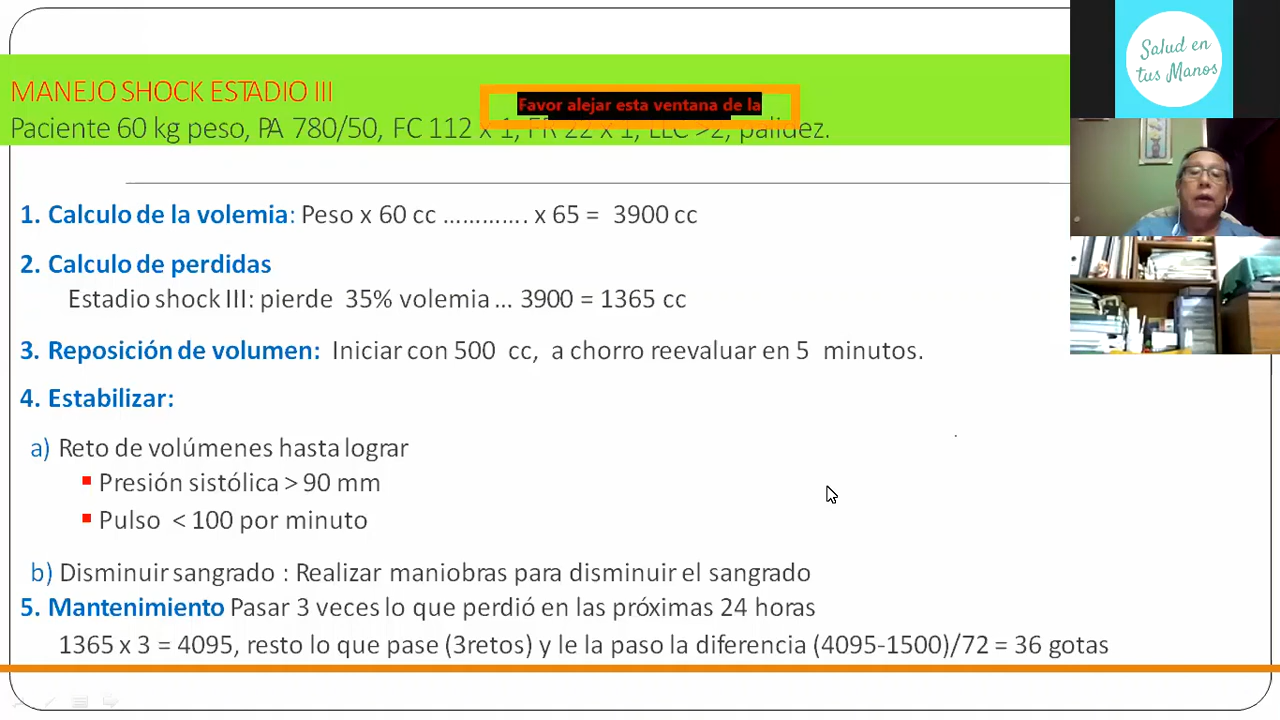 MANEJO SHOCK ESTADIO III
Favor alejar esta ventana de la
Paciente 60 kg peso, PA 780/50, FC 112 x 1, FR 22 x 1, LLC >2, palidez.
1. Calculo de la volemia: Peso x 60 cc ............. x 65 = 3900 cc
2. Calculo de perdidas
Estadio shock III: pierde 35% volemia ... 3900 = 1365 cc
3. Reposición de volumen: Iniciar con 500 cc, a chorro reevaluar en 5 minutos.
4. Estabilizar:
a) Reto de volúmenes hasta lograr
Presión sistólica > 90 mm
Pulso < 100 por minuto
b) Disminuir sangrado : Realizar maniobras para disminuir el sangrado
5. Mantenimiento Pasar 3 veces lo que perdió en las próximas 24 horas
1365 x 3 = 4095, resto lo que pase (3retos) y le la paso la diferencia (4095-1500)/72 = 36 gotas
Salud en
tus Manos